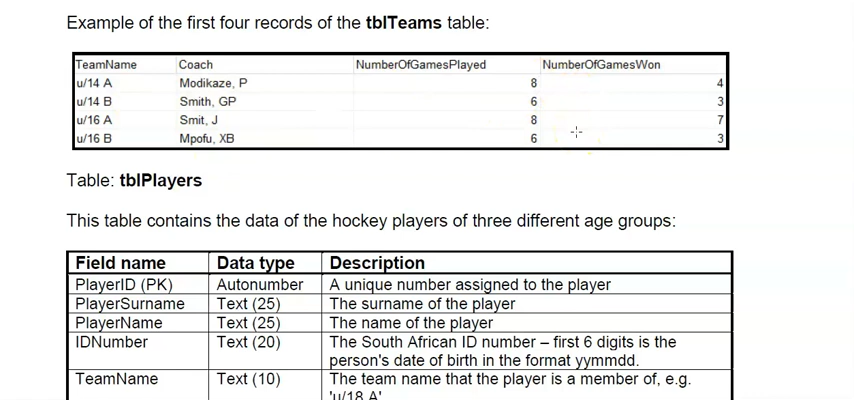 Example of the first four records of the tblTeams table:
TeamName Coach NumberOfGamesPlayed NumberOfGamesWon
u/14 A Modikaze, P 8 4
u/14 B Smith, GP 6 3
u/16 A Smit, J 8 7
u/16 B Mpofu, XB 6 3
Table: tblPlayers
This table contains the data of the hockey players of three different age groups:
Field name Data type Description
PlayerID (PK) Autonumber A unique number assigned to the player
PlayerSurname Text (25) The surname of the player
PlayerName Text (25) The name of the player
IDNumber Text (20) The South African ID number – first 6 digits is the
person's date of birth in the format yymmdd.
TeamName Text (10) The team name that the player is a member of, e.g.
'u/18 A'